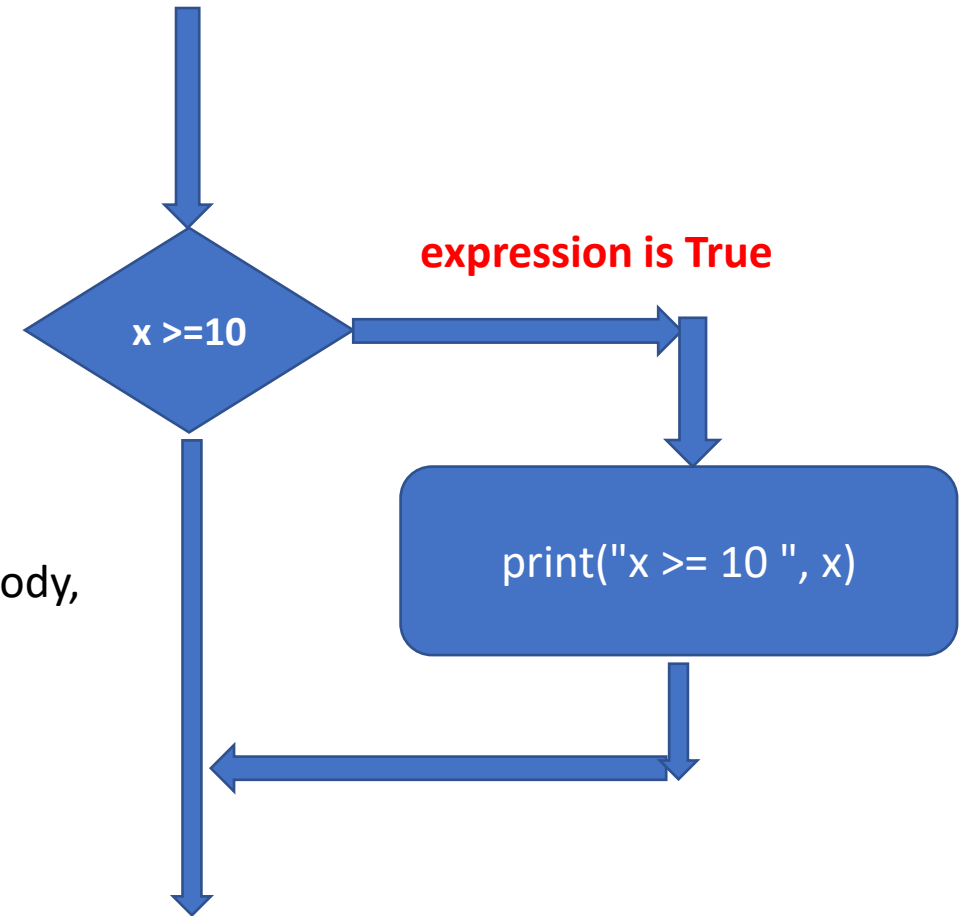 expression is True
x >=10
print("x >= 10 ", x)
ody,